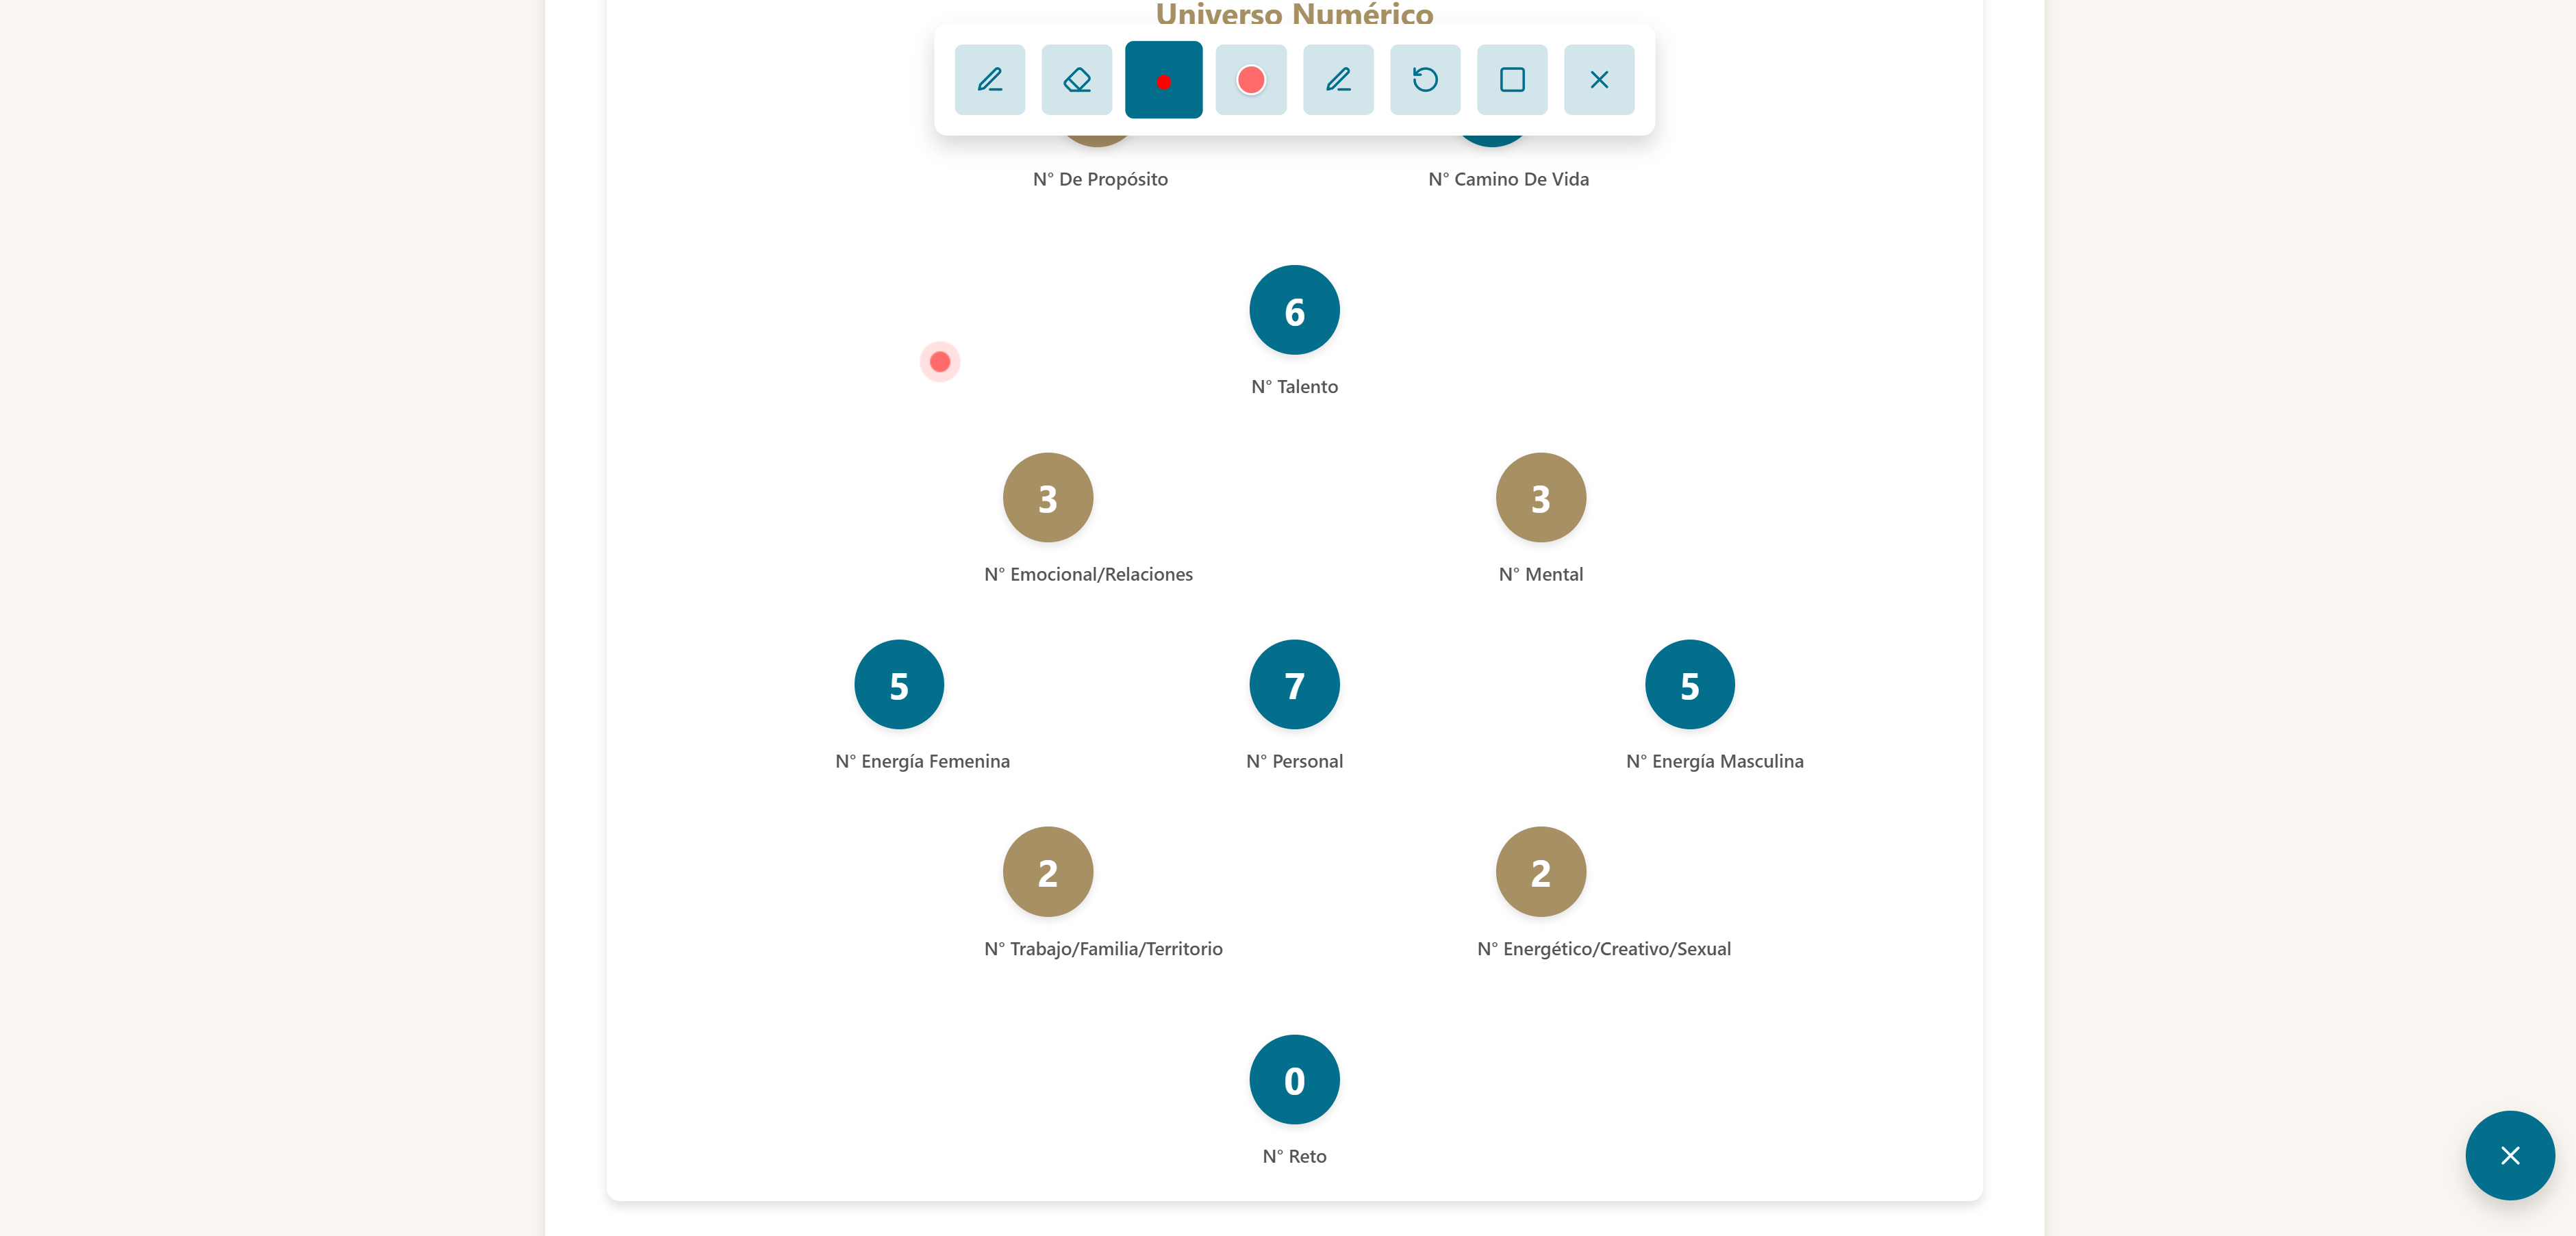 Universo Numérico
N° De Propósito
N° Camino De Vida
6
N° Talento
3
3
N° Emocional/Relaciones
N° Mental
5
7
5
N° Energía Femenina
N° Personal
N° Energía Masculina
2
2
N° Trabajo/Familia/Territorio
N° Energético/Creativo/Sexual
0
N° Reto